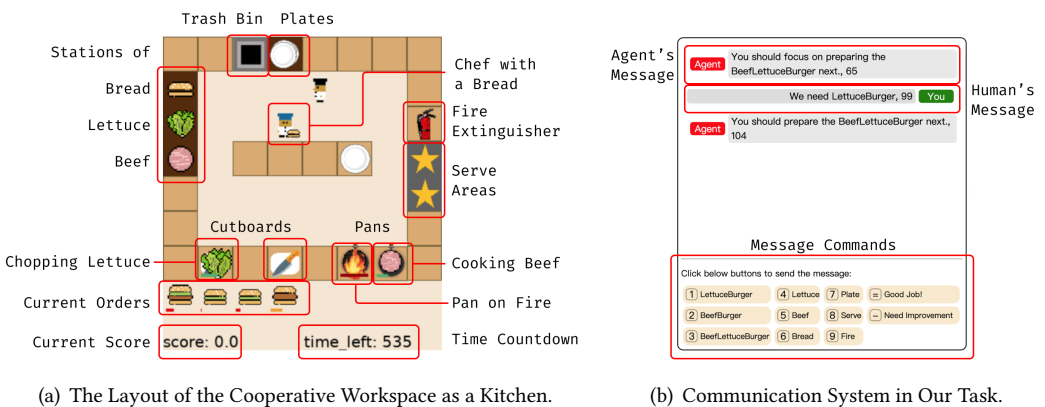 Trash Bin Plates
Stations of
Bread
Lettuce
Beef
Chef with
a Bread
Fire
Extinguisher
Serve
Areas
Cutboards
Pans
Chopping Lettuce
Cooking Beef
Current Orders
Pan on Fire
Current Score
score: 0.0
time_left: 535
Time Countdown
(a) The Layout of the Cooperative Workspace as a Kitchen.
Agent's
Message
Agent
You should focus on preparing the
BeefLettuceBurger next., 65
We need LettuceBurger, 99
You
Human's
Message
Agent
You should prepare the BeefLettuceBurger next.,
104
Message Commands
Click below buttons to send the message:
1 LettuceBurger 4 Lettuce 7 Plate = Good Job!
2 BeefBurger 5 Beef 8 Serve − Need Improvement
3 BeefLettuceBurger 6 Bread 9 Fire
(b) Communication System in Our Task.